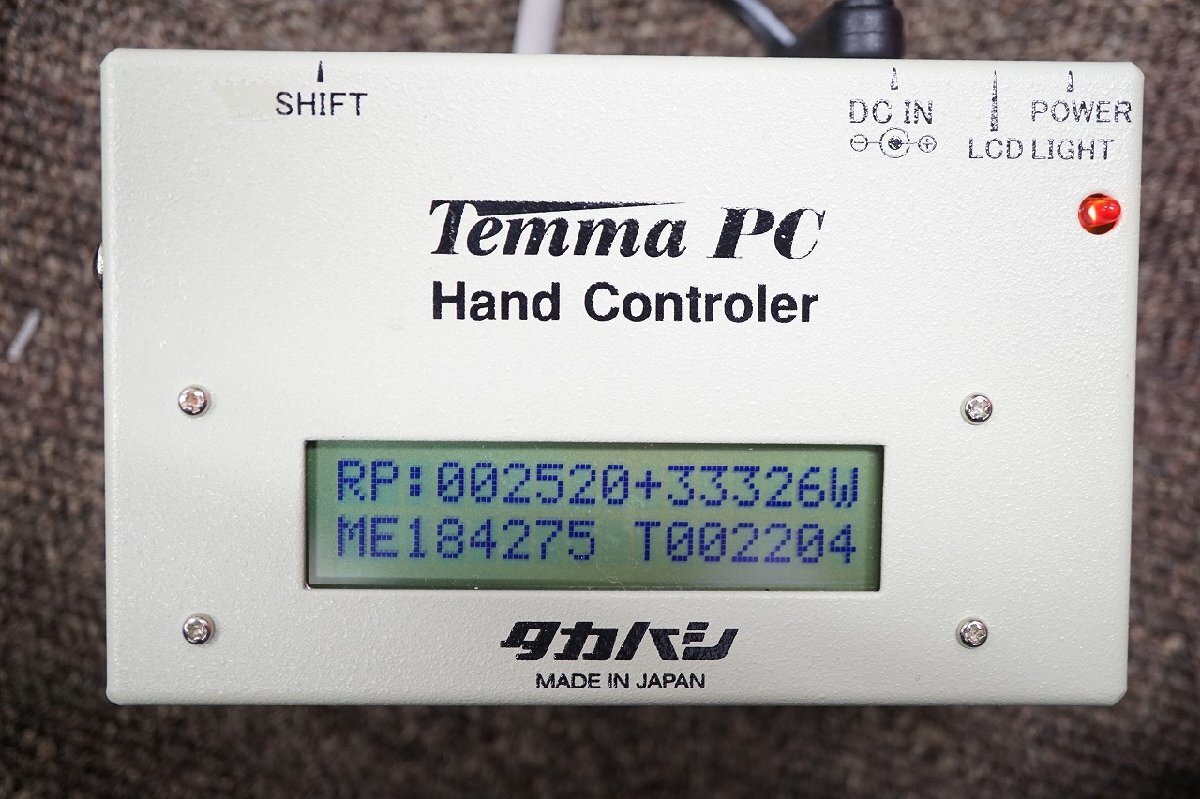 SHIFT
DC IN
POWER
LCD LIGHT
Temma PC
Hand Controler
RP:002520+33326W
ME184275 T002204
タカハシ
MADE IN JAPAN